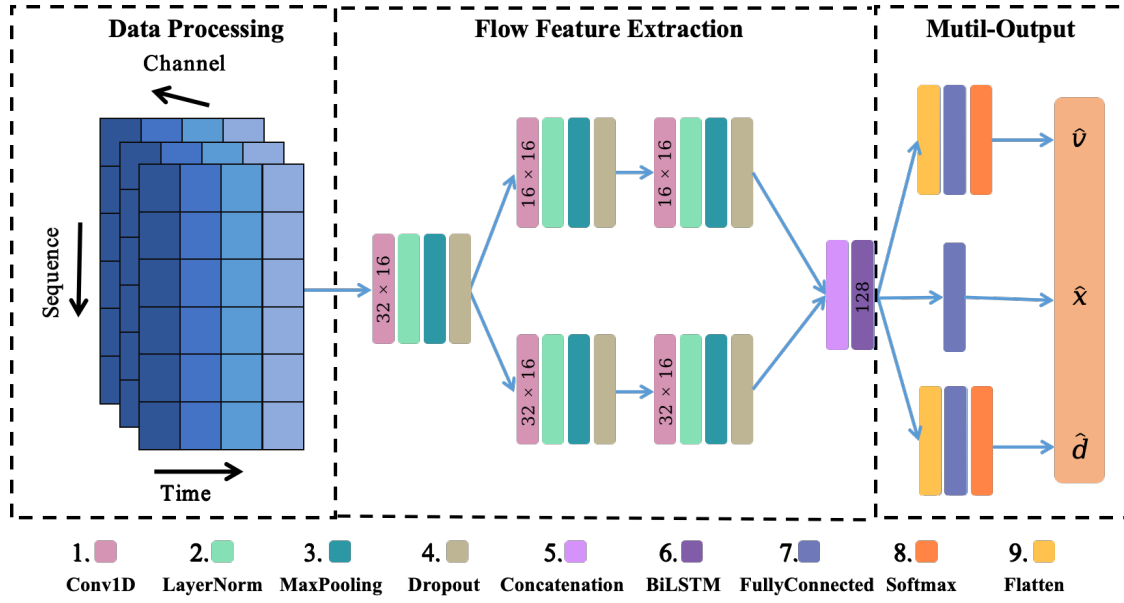 Data Processing
Flow Feature Extraction
Mutil-Output
Channel
Sequence
Time
32 × 16
16 × 16
16 × 16
32 × 16
32 × 16
128
v̂
x̂
d̂
1.
2.
3.
4.
5.
6.
7.
8.
9.
Conv1D
LayerNorm
MaxPooling
Dropout
Concatenation
BiLSTM
FullyConnected
Softmax
Flatten